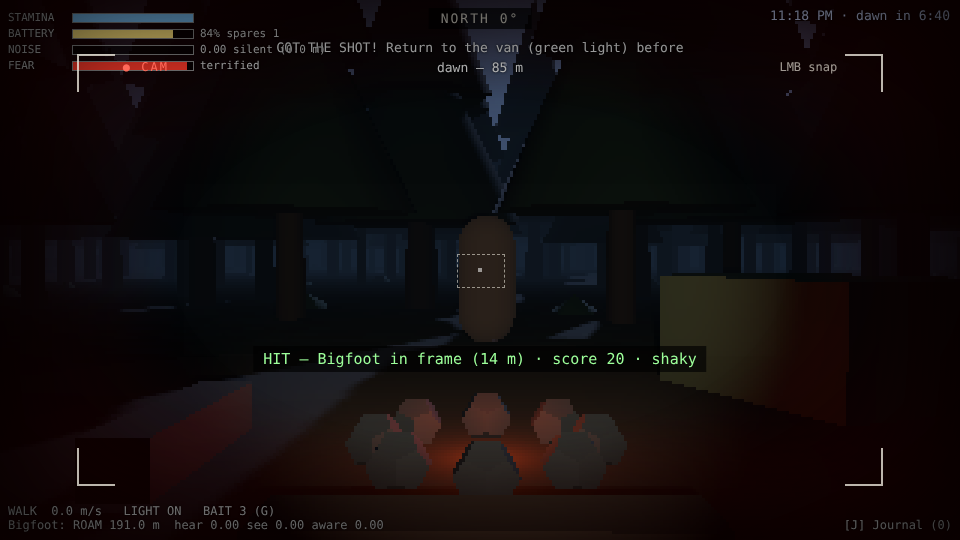 STAMINA
BATTERY 84% spares 1
NOISE 0.00 silent (0.0 m)
FEAR terrified
● CAM
NORTH 0°
GOT THE SHOT! Return to the van (green light) before
dawn — 85 m
11:18 PM · dawn in 6:40
LMB snap
HIT — Bigfoot in frame (14 m) · score 20 · shaky
WALK 0.0 m/s LIGHT ON BAIT 3 (G)
Bigfoot: ROAM 191.0 m hear 0.00 see 0.00 aware 0.00
[J] Journal (0)